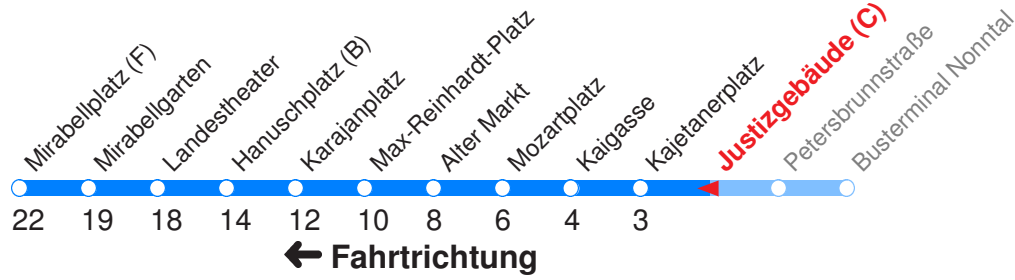 Mirabellplatz (F)
Mirabellgarten
Landestheater
Hanuschplatz (B)
Karajanplatz
Max-Reinhardt-Platz
Alter Markt
Mozartplatz
Kaigasse
Kajetanerplatz
Justizgebäude (C)
Petersbrunnstraße
Busterminal Nonntal
22 19 18 14 12 10 8 6 4 3
Fahrtrichtung